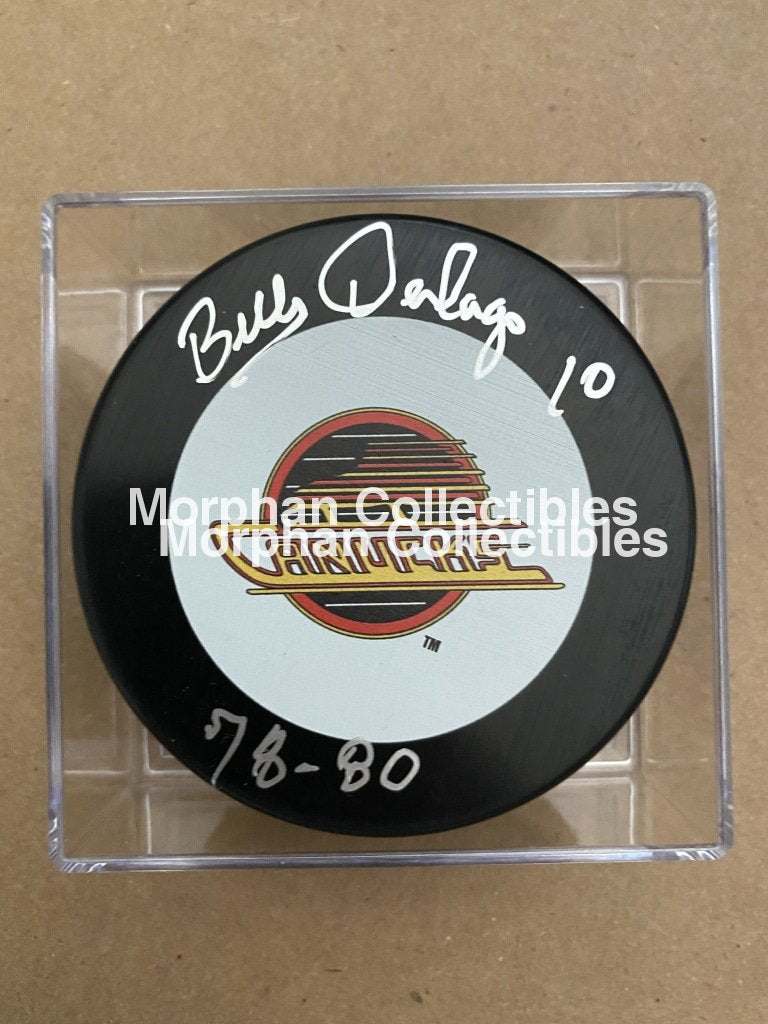 Billy Derlago 10
Morphan Collectibles
Morphan Collectibles
CANUCKS
TM
78-80